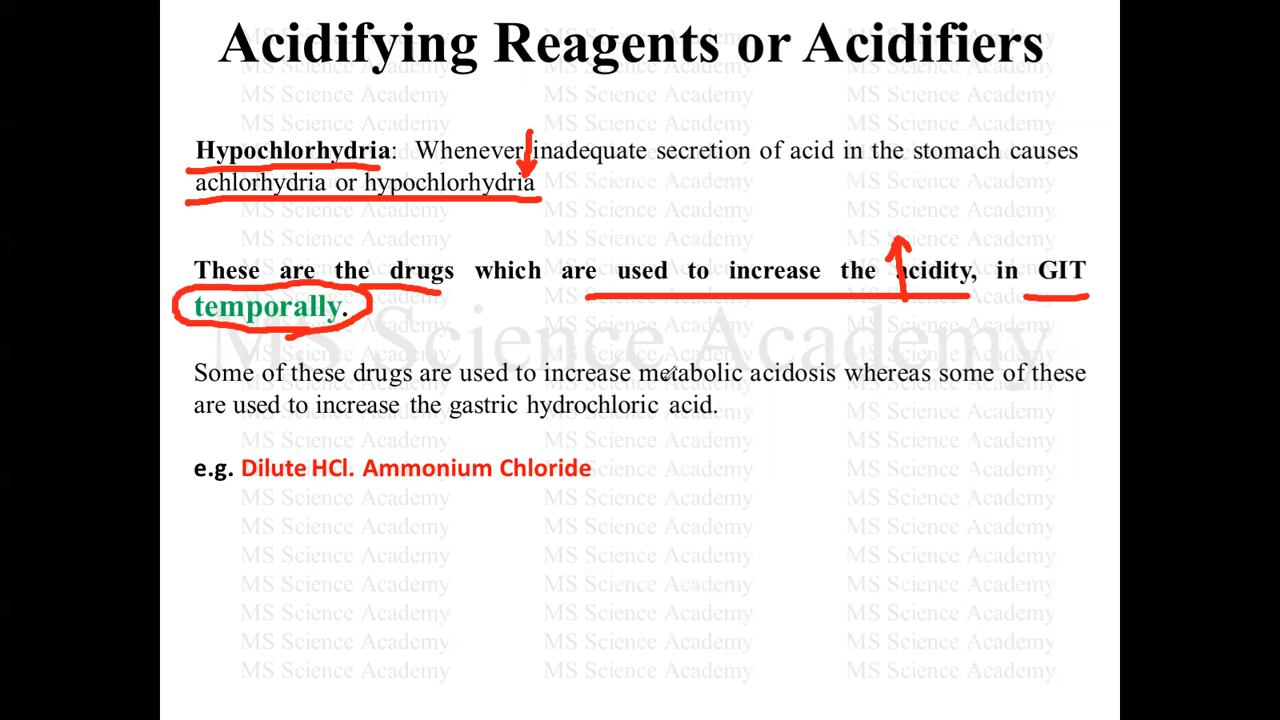 Acidifying Reagents or Acidifiers
Hypochlorhydria: Whenever inadequate secretion of acid in the stomach causes
achlorhydria or hypochlorhydria
These are the drugs which are used to increase the acidity, in GIT
temporally.
MS Science Academy
Some of these drugs are used to increase metabolic acidosis whereas some of these
are used to increase the gastric hydrochloric acid.
e.g. Dilute HCl. Ammonium Chloride